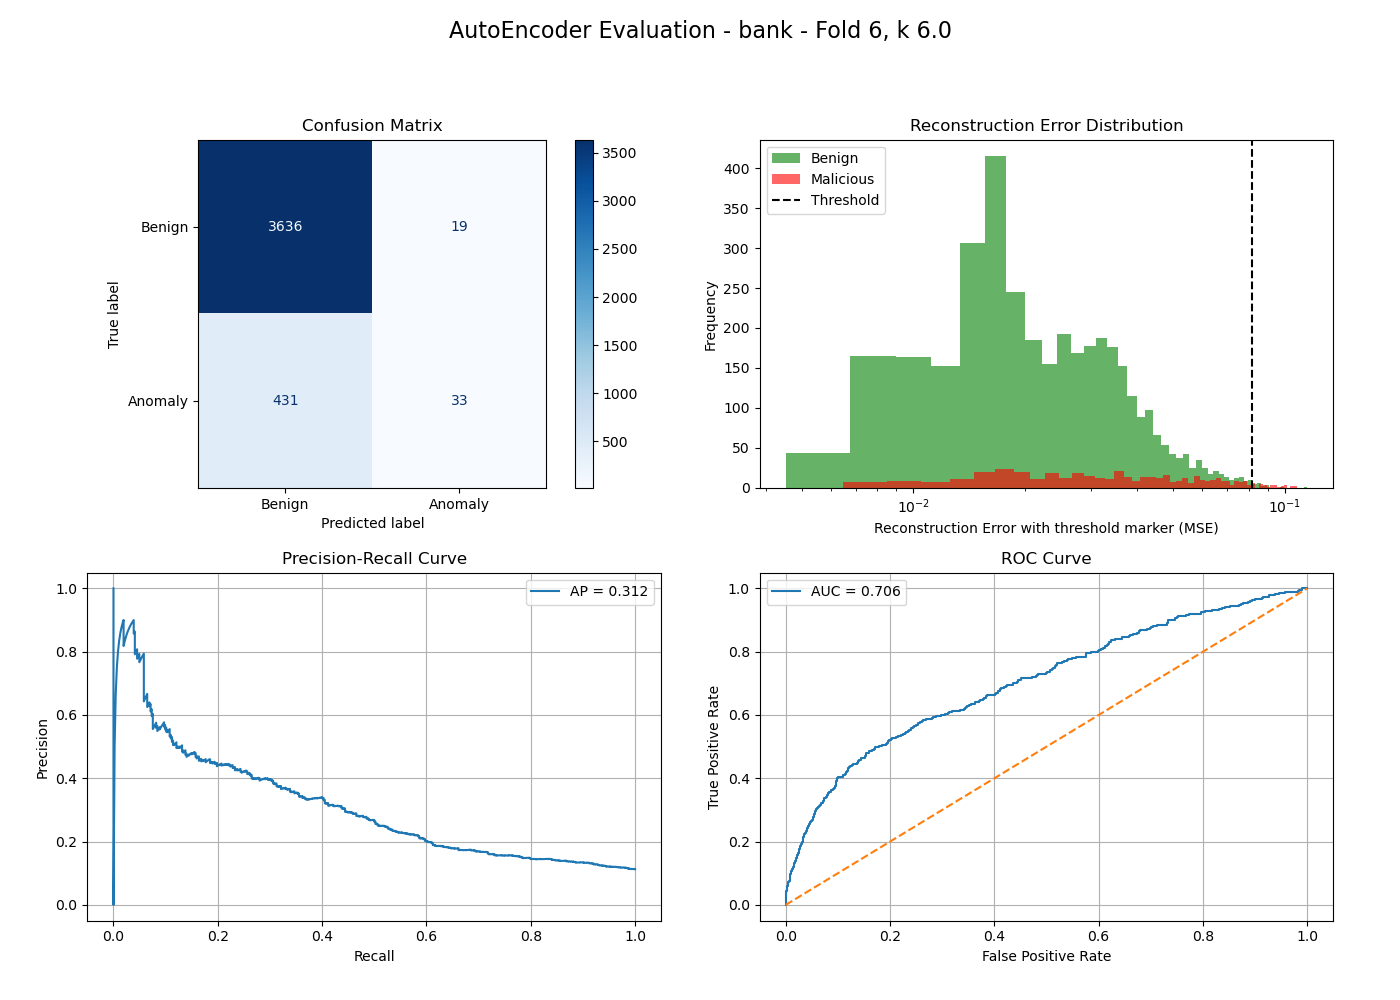 AutoEncoder Evaluation - bank - Fold 6, k 6.0
Confusion Matrix
True label
Benign
Anomaly
3636
19
431
33
Benign
Anomaly
Predicted label
3500
3000
2500
2000
1500
1000
500
Reconstruction Error Distribution
Benign
Malicious
Threshold
Frequency
400
350
300
250
200
150
100
50
0
10⁻²
10⁻¹
Reconstruction Error with threshold marker (MSE)
Precision-Recall Curve
AP = 0.312
Precision
1.0
0.8
0.6
0.4
0.2
0.0
0.0
0.2
0.4
0.6
0.8
1.0
Recall
ROC Curve
AUC = 0.706
True Positive Rate
1.0
0.8
0.6
0.4
0.2
0.0
0.0
0.2
0.4
0.6
0.8
1.0
False Positive Rate